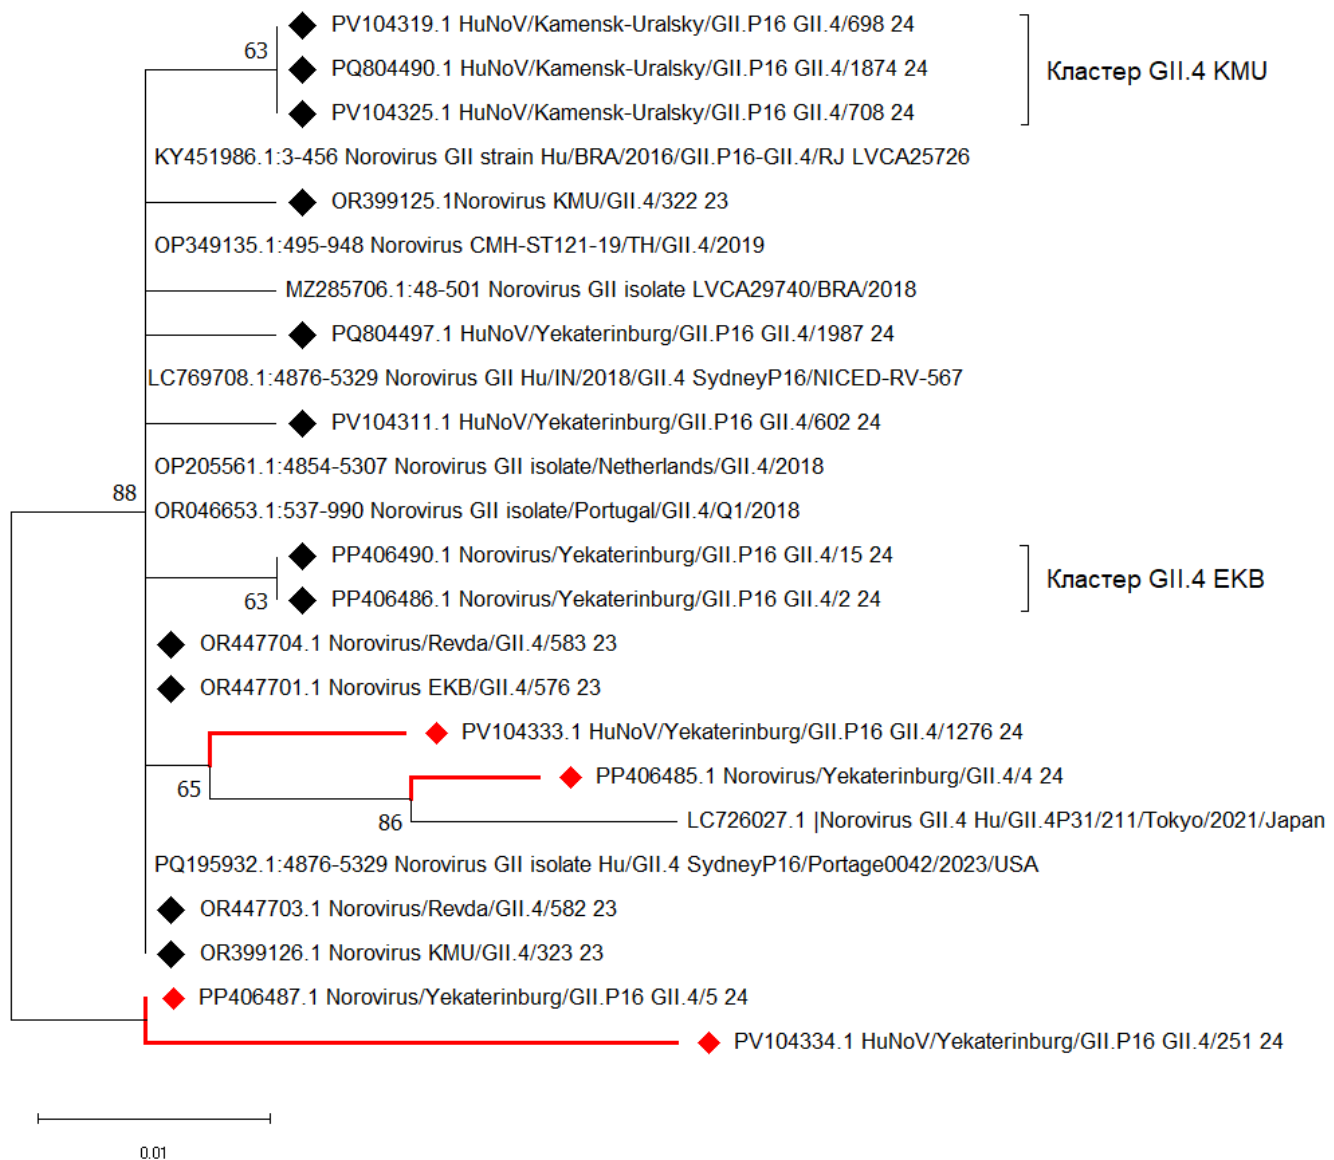 PV104319.1 HuNoV/Kamensk-Uralsky/GII.P16 GII.4/698 24
63
PQ804490.1 HuNoV/Kamensk-Uralsky/GII.P16 GII.4/1874 24
Кластер GII.4 KMU
PV104325.1 HuNoV/Kamensk-Uralsky/GII.P16 GII.4/708 24
KY451986.1:3-456 Norovirus GII strain Hu/BRA/2016/GII.P16-GII.4/RJ LVCA25726
OR399125.1Norovirus KMU/GII.4/322 23
OP349135.1:495-948 Norovirus CMH-ST121-19/TH/GII.4/2019
MZ285706.1:48-501 Norovirus GII isolate LVCA29740/BRA/2018
PQ804497.1 HuNoV/Yekaterinburg/GII.P16 GII.4/1987 24
LC769708.1:4876-5329 Norovirus GII Hu/IN/2018/GII.4 SydneyP16/NICED-RV-567
PV104311.1 HuNoV/Yekaterinburg/GII.P16 GII.4/602 24
OP205561.1:4854-5307 Norovirus GII isolate/Netherlands/GII.4/2018
88
OR046653.1:537-990 Norovirus GII isolate/Portugal/GII.4/Q1/2018
PP406490.1 Norovirus/Yekaterinburg/GII.P16 GII.4/15 24
Кластер GII.4 EKB
63
PP406486.1 Norovirus/Yekaterinburg/GII.P16 GII.4/2 24
OR447704.1 Norovirus/Revda/GII.4/583 23
OR447701.1 Norovirus EKB/GII.4/576 23
PV104333.1 HuNoV/Yekaterinburg/GII.P16 GII.4/1276 24
65
PP406485.1 Norovirus/Yekaterinburg/GII.4/4 24
86
LC726027.1 |Norovirus GII.4 Hu/GII.4P31/211/Tokyo/2021/Japan
PQ195932.1:4876-5329 Norovirus GII isolate Hu/GII.4 SydneyP16/Portage0042/2023/USA
OR447703.1 Norovirus/Revda/GII.4/582 23
OR399126.1 Norovirus KMU/GII.4/323 23
PP406487.1 Norovirus/Yekaterinburg/GII.P16 GII.4/5 24
PV104334.1 HuNoV/Yekaterinburg/GII.P16 GII.4/251 24
0.01